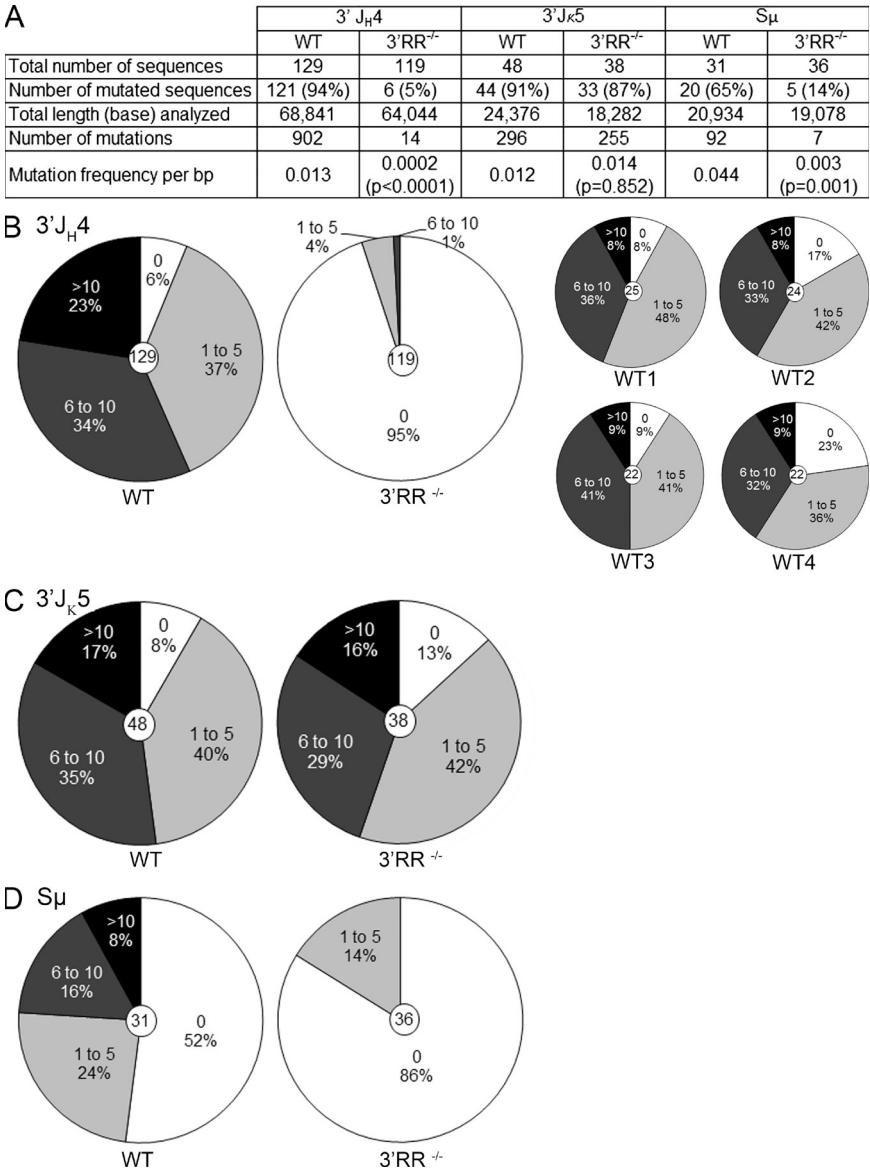 A
3’ JH4 3’Jκ5 Sµ
WT 3’RR-/- WT 3’RR-/- WT 3’RR-/-
Total number of sequences 129 119 48 38 31 36
Number of mutated sequences 121 (94%) 6 (5%) 44 (91%) 33 (87%) 20 (65%) 5 (14%)
Total length (base) analyzed 68,841 64,044 24,376 18,282 20,934 19,078
Number of mutations 902 14 296 255 92 7
Mutation frequency per bp 0.013 0.0002 (p<0.0001) 0.012 0.014 (p=0.852) 0.044 0.003 (p=0.001)
B 3’JH4
0
6%
1 to 5
37%
6 to 10
34%
>10
23%
129
WT
1 to 5
4%
6 to 10
1%
119
0
95%
3’RR -/-
>10
8%
0
8%
6 to 10
36%
25
1 to 5
48%
WT1
>10
8%
0
17%
6 to 10
33%
24
1 to 5
42%
WT2
>10
9%
0
9%
6 to 10
41%
22
1 to 5
41%
WT3
>10
9%
0
23%
6 to 10
32%
22
1 to 5
36%
WT4
C 3’JK5
>10
17%
0
8%
48
6 to 10
35%
1 to 5
40%
WT
>10
16%
0
13%
38
6 to 10
29%
1 to 5
42%
3’RR -/-
D Sµ
>10
8%
6 to 10
16%
31
0
52%
1 to 5
24%
WT
1 to 5
14%
36
0
86%
3’RR -/-